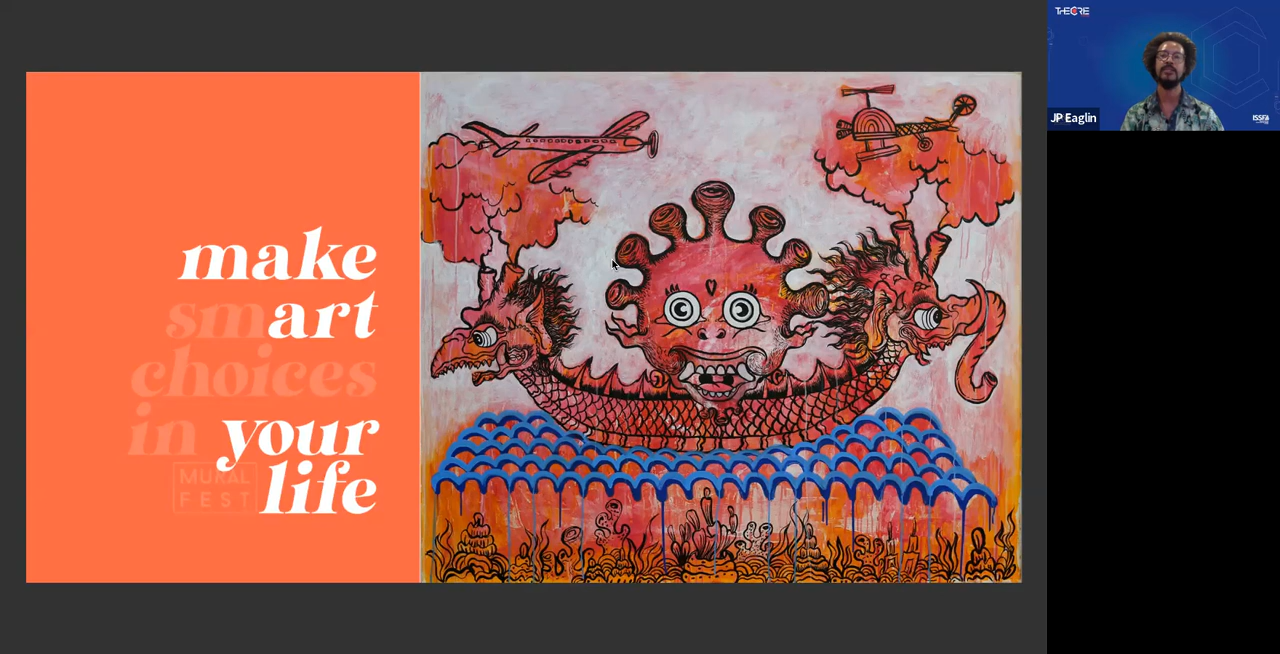 make
smart
choices
in your
life
MURAL
FEST
THECRE
JP Eaglin
ISSFA